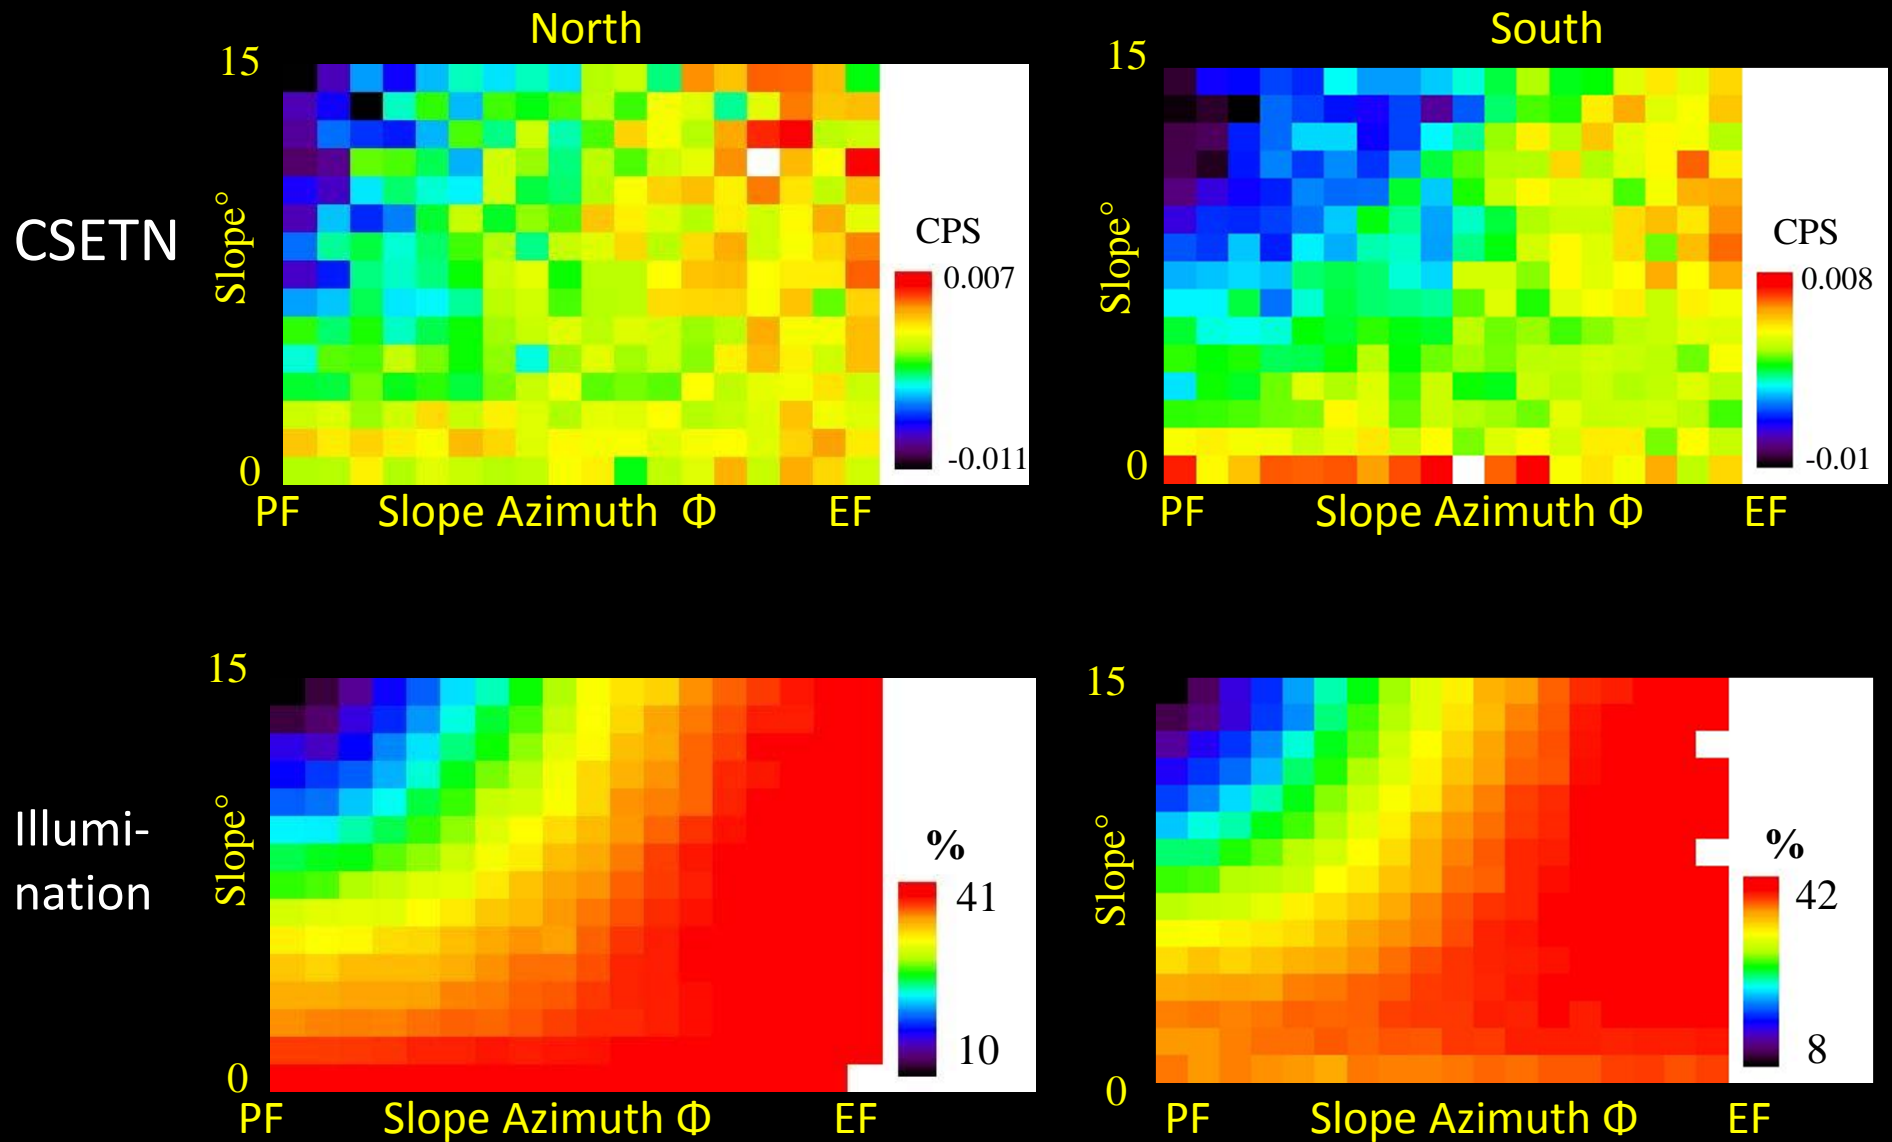 North
South
15
15
CSETN
Slope°
Slope°
CPS
0.007
-0.011
CPS
0.008
-0.01
0
0
PF Slope Azimuth Φ EF
PF Slope Azimuth Φ EF
15
15
Illumi-
nation
Slope°
Slope°
%
41
10
%
42
8
0
0
PF Slope Azimuth Φ EF
PF Slope Azimuth Φ EF